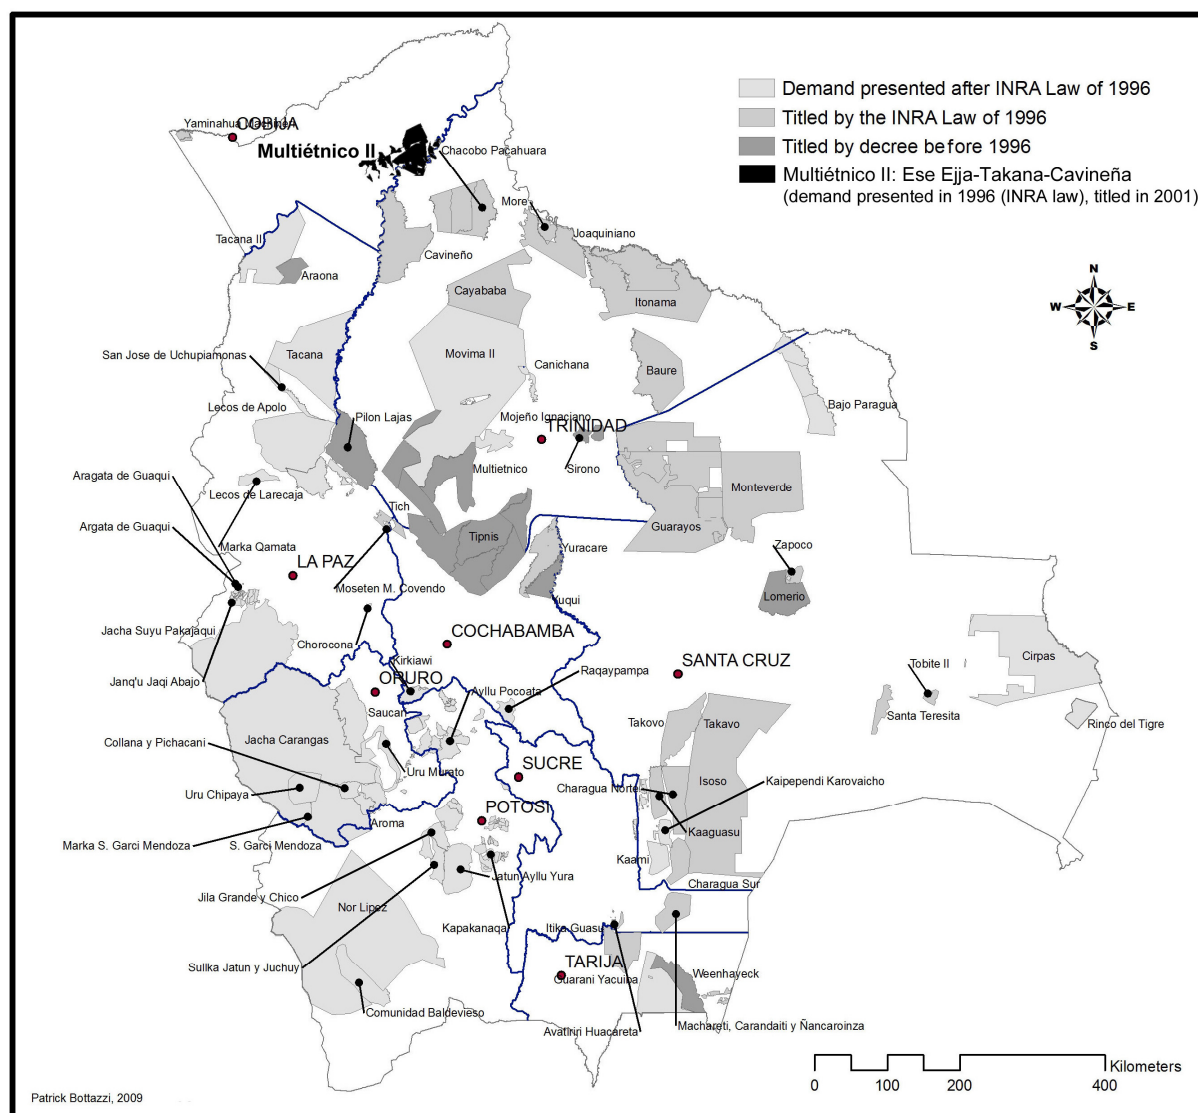 Demand presented after INRA Law of 1996
Titled by the INRA Law of 1996
Titled by decree before 1996
Multiétnico II: Ese Ejja-Takana-Cavineña
(demand presented in 1996 (INRA law), titled in 2001)
COBIJA
Yaminahua
Multiétnico II
Chacobo Pacahuara
More
Joaquiniano
Tacana II
Araona
Cavineño
Cayababa
Itonama
N
W
E
S
San Jose de Uchupiamonas
Tacana
Movima II
Canichana
Baure
Bajo Paragua
Lecos de Apolo
Pilon Lajas
Mojeño Ignaciano
TRINIDAD
Multietnico
Sirono
Aragata de Guaqui
Lecos de Larecaja
Monteverde
Argata de Guaqui
Tich
Guarayos
Marka Qamata
Tipnis
Yuracare
Zapoco
LA PAZ
Moseten M. Covendo
Yuqui
Lomerio
Jacha Suyu Pakajaqui
Chorocona
COCHABAMBA
Kirkiawi
Raqaypampa
SANTA CRUZ
Tobite II
Cirpas
Janq'u Jaqi Abajo
ORURO
Ayllu Pocoata
Saucari
Takovo
Takavo
Santa Teresita
Rinco del Tigre
Collana y Pichacani
Jacha Carangas
Uru Murato
SUCRE
Isoso
Kaipependi Karovaicho
Uru Chipaya
Charagua Norte
POTOSI
Aroma
Kaaguasu
Marka S. Garci Mendoza
S. Garci Mendoza
Kaami
Jila Grande y Chico
Jatun Ayllu Yura
Charagua Sur
Nor Lipez
Kapakanaqa
Itika Guasu
Sullka Jatun y Juchuy
TARIJA
Guarani Yacuiba
Weenhayeck
Comunidad Baldevieso
Avatiriri Huacareta
Machareti, Carandaiti y Ñancaroinza
Kilometers
0 100 200 400
Patrick Bottazzi, 2009